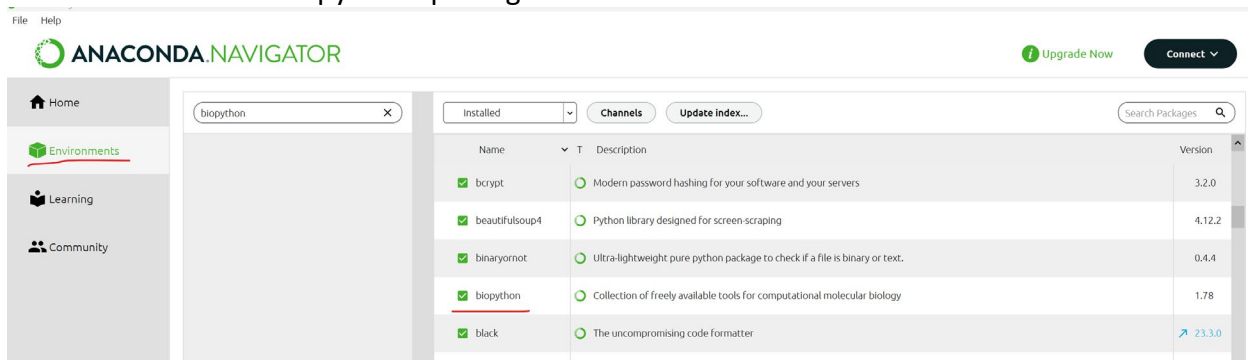 File Help
ANACONDA.NAVIGATOR
Upgrade Now
Connect
Home
Environments
Learning
Community
biopython
Installed
Channels
Update index...
Search Packages
Name T Description Version
bcrypt Modern password hashing for your software and your servers 3.2.0
beautifulsoup4 Python library designed for screen-scraping 4.12.2
binaryornot Ultra-lightweight pure python package to check if a file is binary or text. 0.4.4
biopython Collection of freely available tools for computational molecular biology 1.78
black The uncompromising code formatter 23.3.0